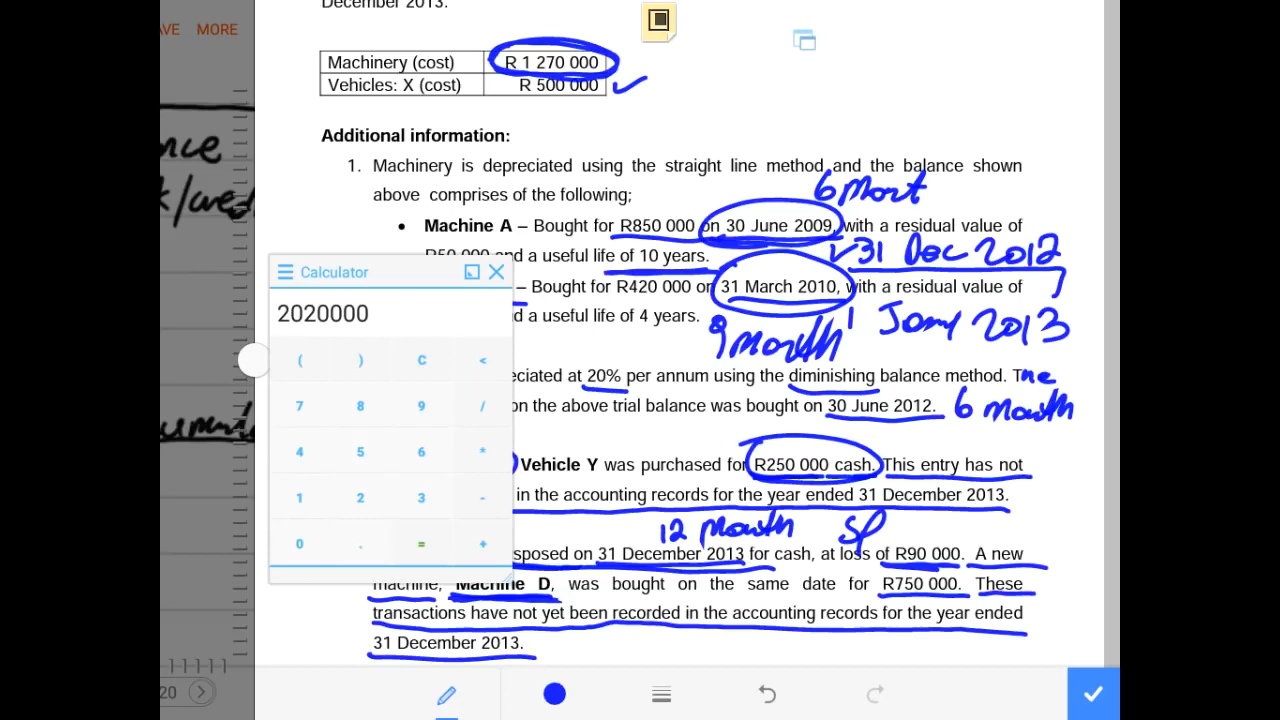 December 2013.
AVE MORE
Machinery (cost) R 1 270 000
Vehicles: X (cost) R 500 000
Additional information:
1. Machinery is depreciated using the straight line method and the balance shown
above comprises of the following;
6 Mont
• Machine A – Bought for R850 000 on 30 June 2009, with a residual value of
R50 000 and a useful life of 10 years.
31 Dec 2012
– Bought for R420 000 on 31 March 2010, with a residual value of
d a useful life of 4 years.
9 month
1 Jany 2013
eciated at 20% per annum using the diminishing balance method. The
on the above trial balance was bought on 30 June 2012.
6 month
Vehicle Y was purchased for R250 000 cash. This entry has not
in the accounting records for the year ended 31 December 2013.
12 month SP
sposed on 31 December 2013 for cash, at loss of R90 000. A new
machine, Machine D, was bought on the same date for R750 000. These
transactions have not yet been recorded in the accounting records for the year ended
31 December 2013.
Calculator
2020000
( ) C <
7 8 9 /
4 5 6 *
1 2 3 -
0 . = +
20